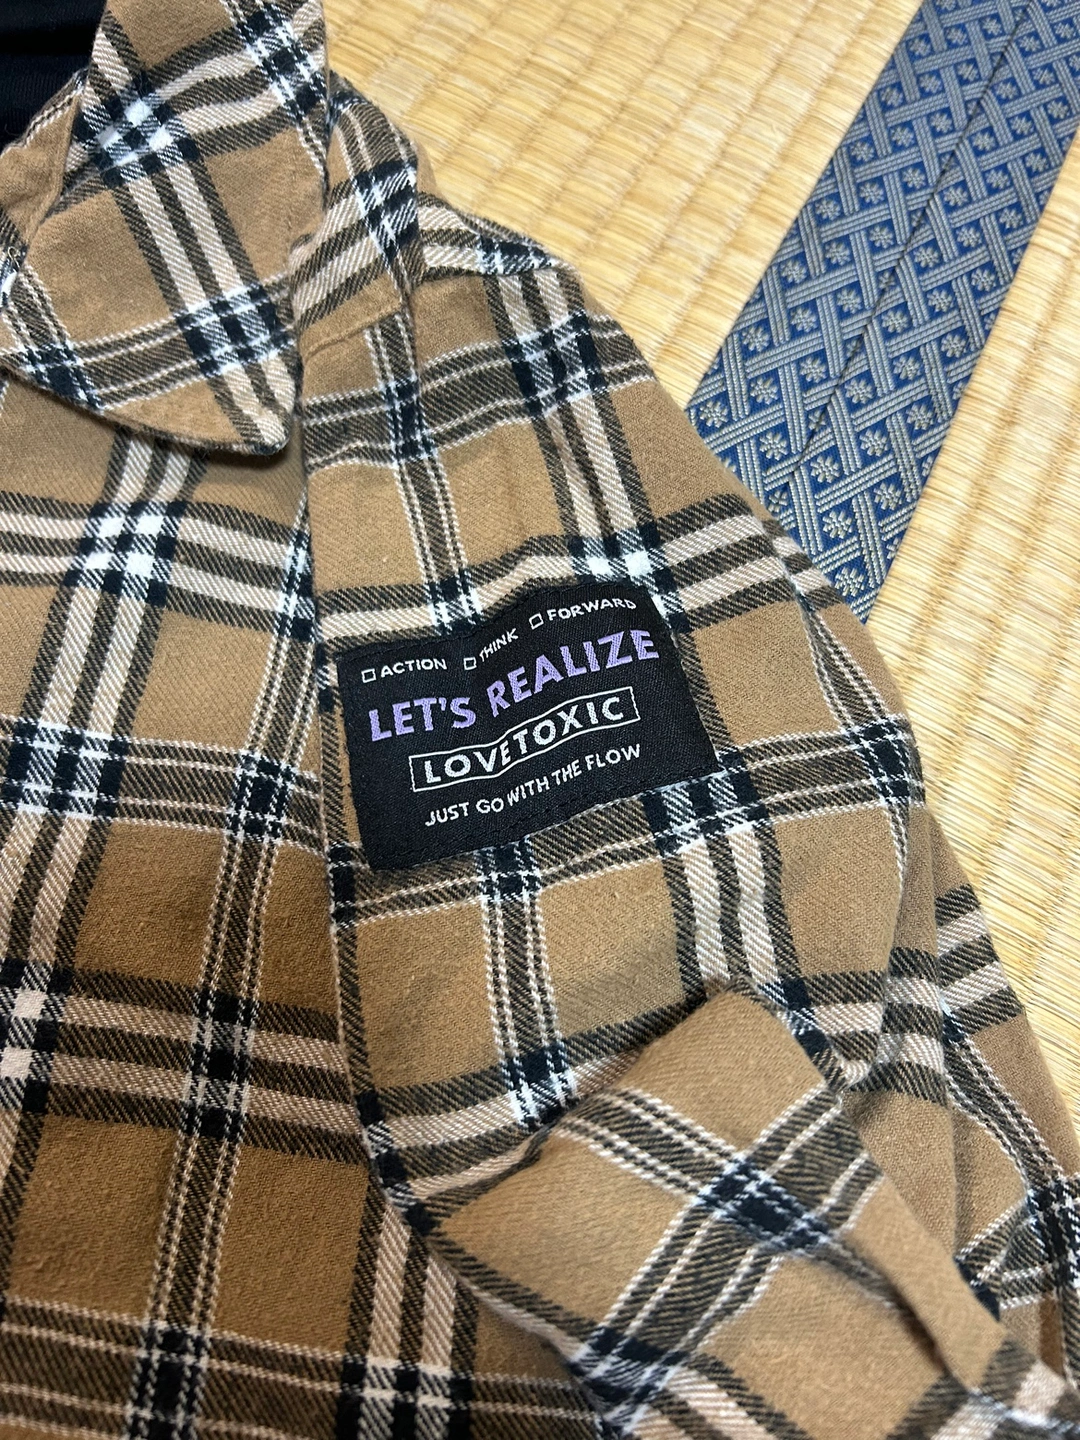 ☐ ACTION ☐ THINK ☐ FORWARD
LET'S REALIZE
LOVETOXIC
JUST GO WITH THE FLOW